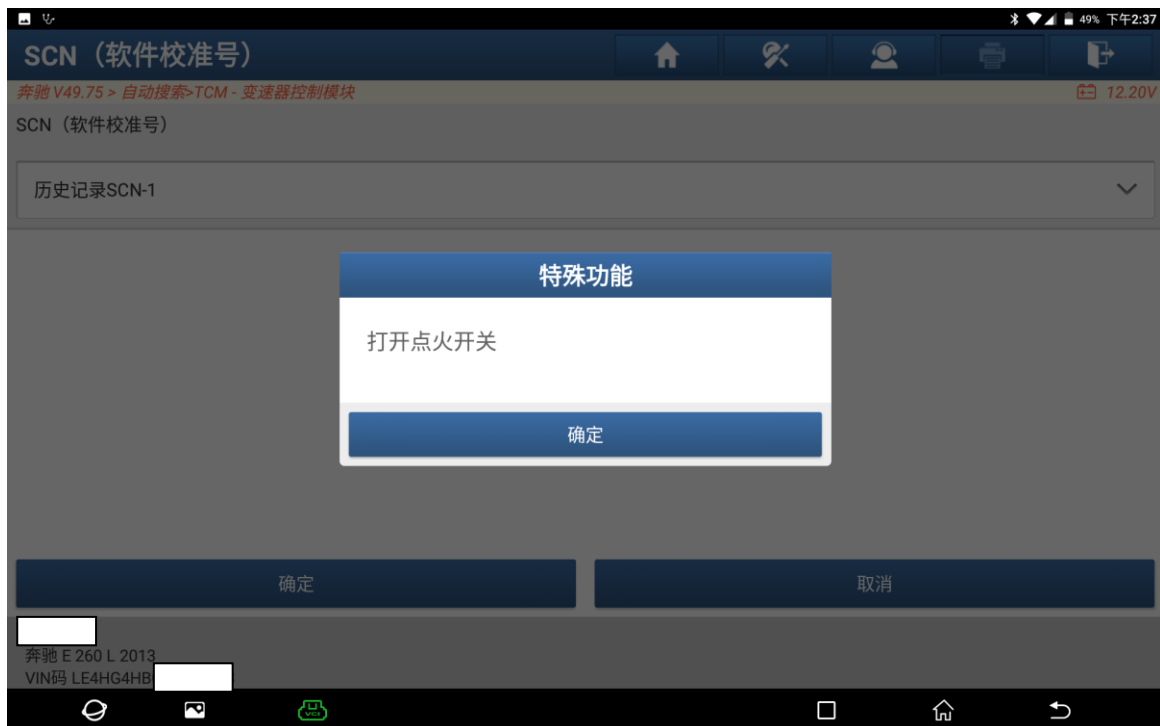 49% 下午2:37
SCN（软件校准号）
奔驰 V49.75 > 自动搜索>TCM - 变速器控制模块
12.20V
SCN（软件校准号）
历史记录SCN-1
特殊功能
打开点火开关
确定
确定
取消
奔驰 E 260 L 2013
VIN码 LE4HG4HB
VCI